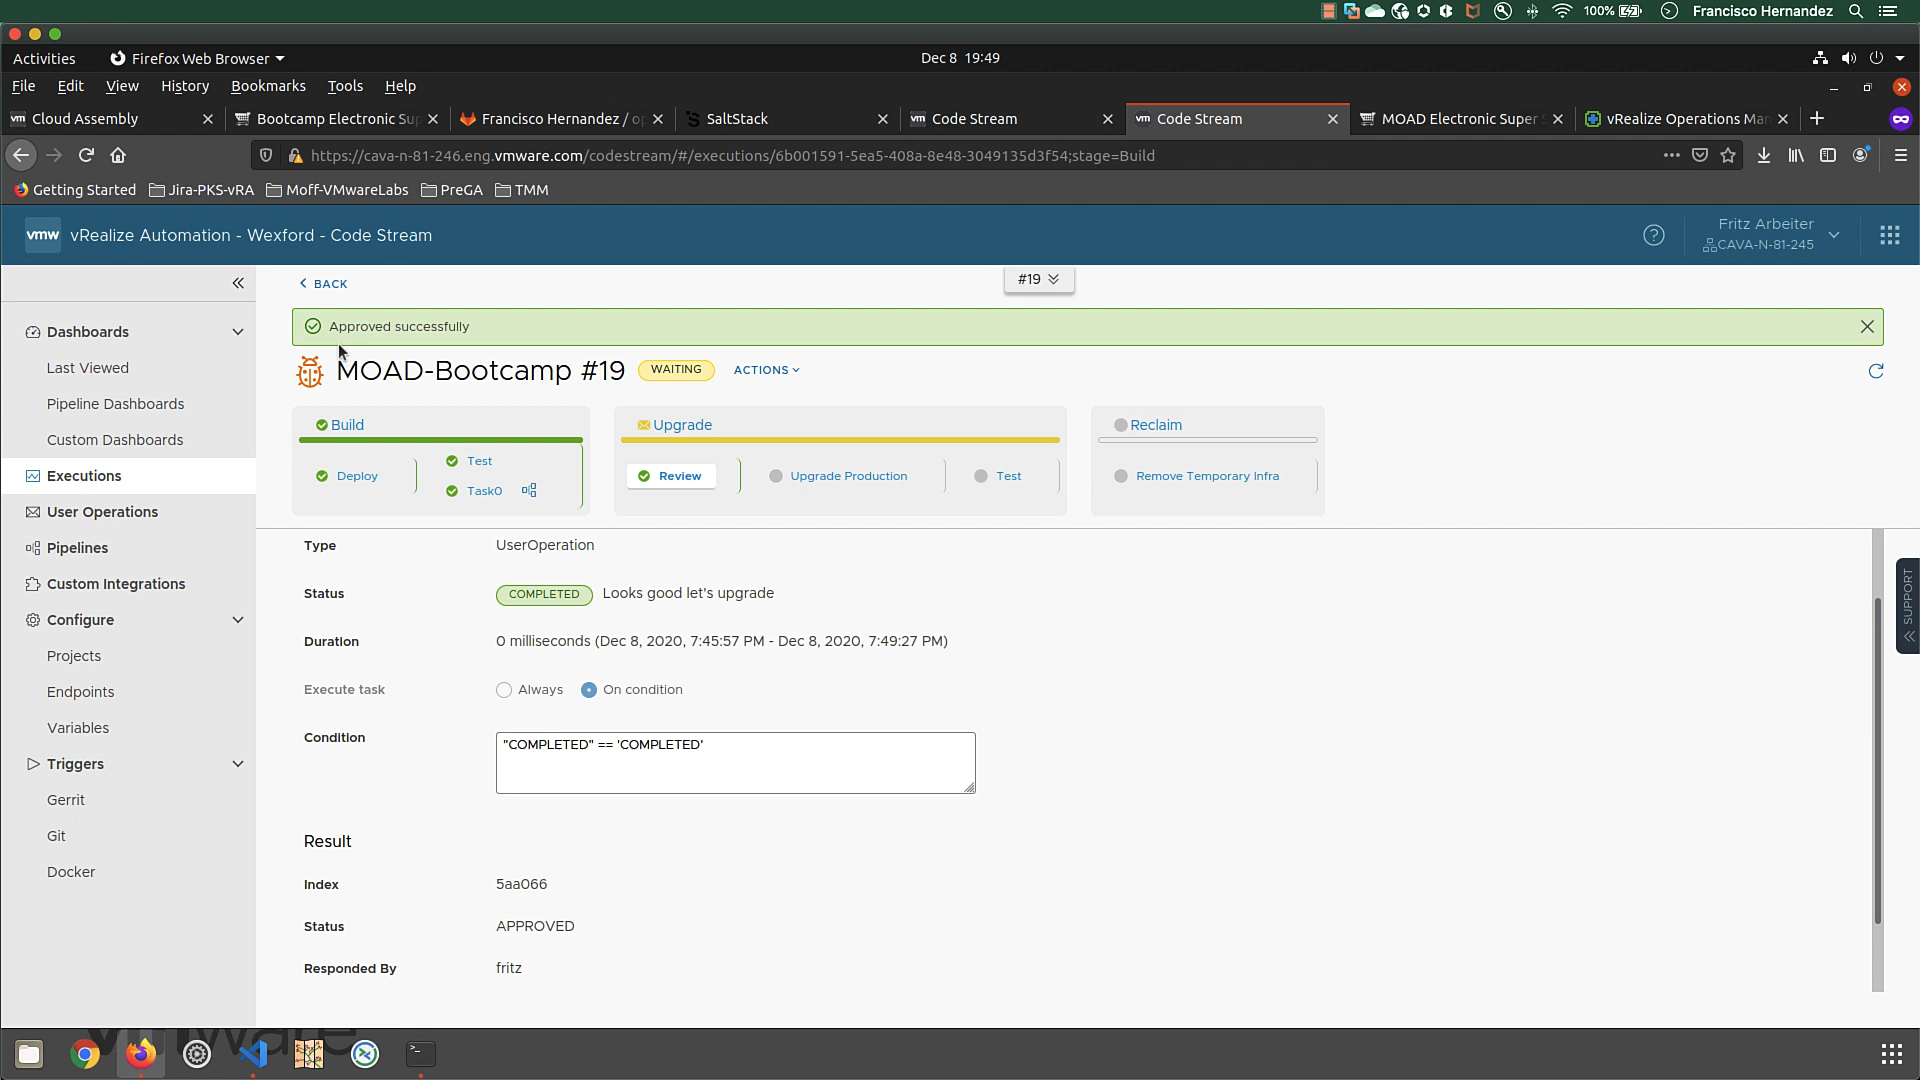 100%
Francisco Hernandez
Activities
Firefox Web Browser
Dec 8 19:49
File Edit View History Bookmarks Tools Help
vm Cloud Assembly
Bootcamp Electronic Su
Francisco Hernandez / o
SaltStack
vm Code Stream
vm Code Stream
MOAD Electronic Super
vRealize Operations Ma
https://cava-n-81-246.eng.vmware.com/codestream/#/executions/6b001591-5ea5-408a-8e48-3049135d3f54;stage=Build
Getting Started
Jira-PKS-vRA
Moff-VMwareLabs
PreGA
TMM
vmw vRealize Automation - Wexford - Code Stream
Fritz Arbeiter
CAVA-N-81-245
BACK
#19
Dashboards
Last Viewed
Pipeline Dashboards
Custom Dashboards
Executions
User Operations
Pipelines
Custom Integrations
Configure
Projects
Endpoints
Variables
Triggers
Gerrit
Git
Docker
Approved successfully
MOAD-Bootcamp #19
WAITING
ACTIONS
Build
Deploy
Test
Task0
Upgrade
Review
Upgrade Production
Test
Reclaim
Remove Temporary Infra
Type UserOperation
Status COMPLETED Looks good let's upgrade
Duration 0 milliseconds (Dec 8, 2020, 7:45:57 PM - Dec 8, 2020, 7:49:27 PM)
Execute task Always On condition
Condition "COMPLETED" == 'COMPLETED'
Result
Index 5aa066
Status APPROVED
Responded By fritz
SUPPORT